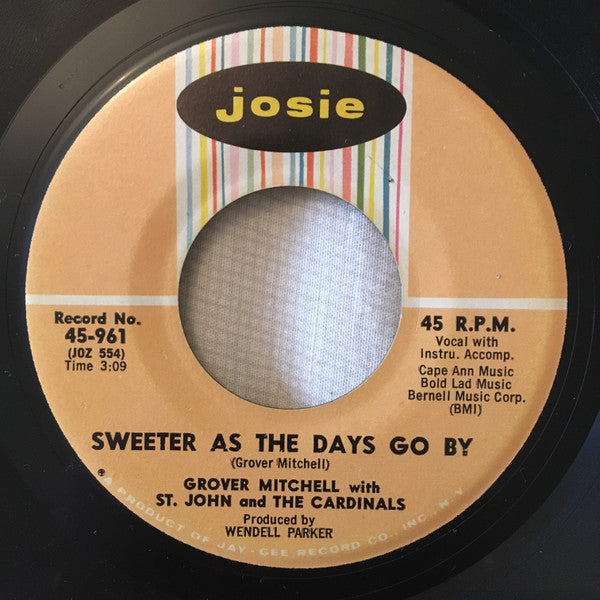 josie
Record No.
45-961
(JOZ 554)
Time 3:09
45 R.P.M.
Vocal with
Instru. Accomp.
Cape Ann Music
Bold Lad Music
Bernell Music Corp.
(BMI)
SWEETER AS THE DAYS GO BY
(Grover Mitchell)
GROVER MITCHELL with
ST. JOHN and THE CARDINALS
Produced by
WENDELL PARKER
A PRODUCT OF JAY-GEE RECORD CO., INC., N.Y.